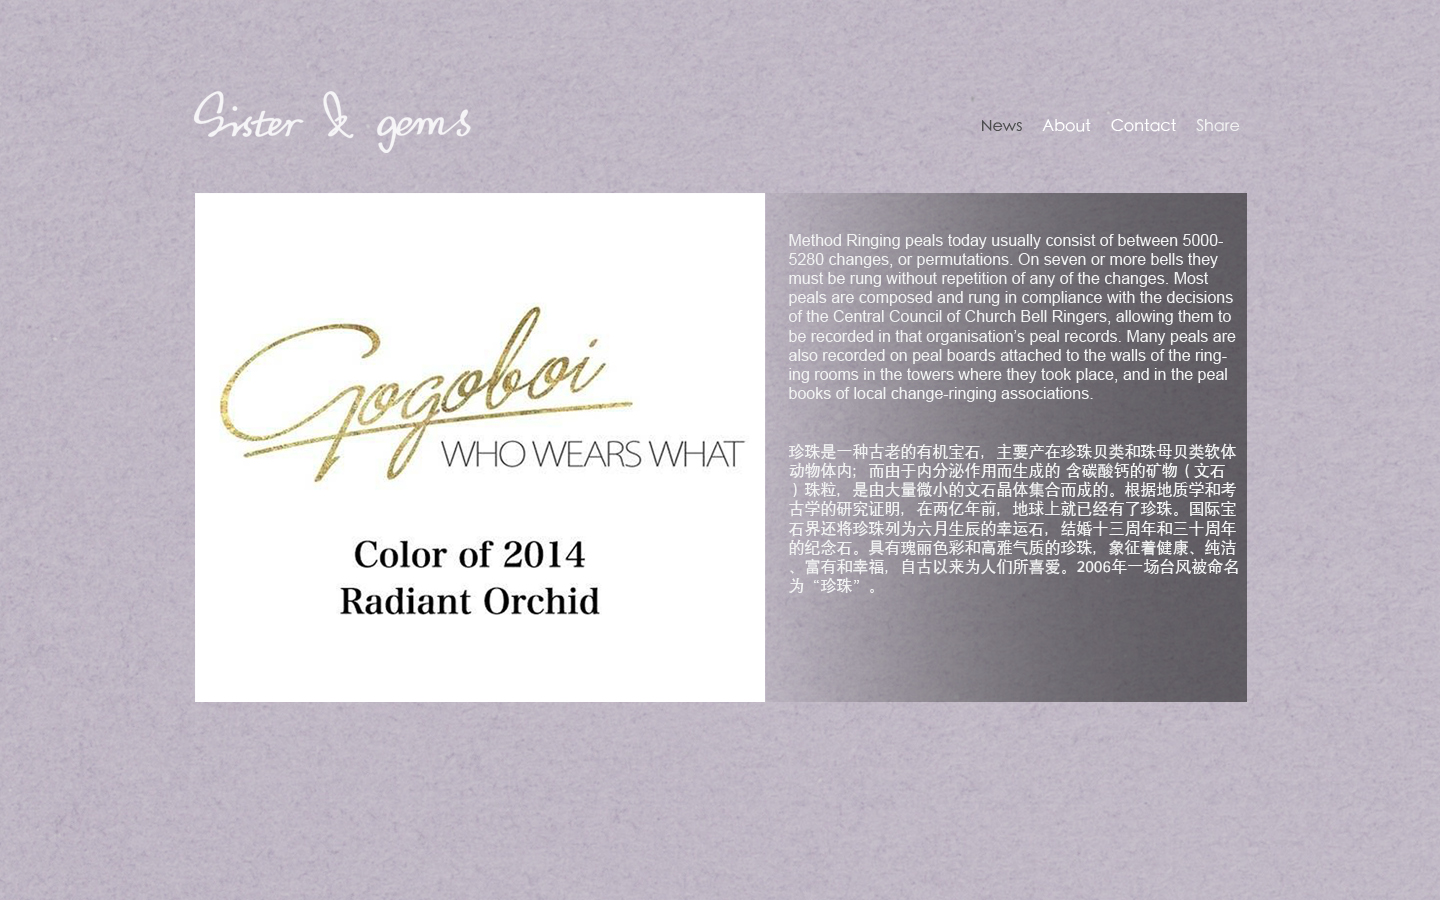 Sister & gems
News About Contact Share
Gogoboi
WHO WEARS WHAT
Color of 2014
Radiant Orchid
Method Ringing peals today usually consist of between 5000-
5280 changes, or permutations. On seven or more bells they
must be rung without repetition of any of the changes. Most
peals are composed and rung in compliance with the decisions
of the Central Council of Church Bell Ringers, allowing them to
be recorded in that organisation’s peal records. Many peals are
also recorded on peal boards attached to the walls of the ring-
ing rooms in the towers where they took place, and in the peal
books of local change-ringing associations.
珍珠是一种古老的有机宝石，主要产在珍珠贝类和珠母贝类软体
动物体内；而由于内分泌作用而生成的 含碳酸钙的矿物（文石
）珠粒，是由大量微小的文石晶体集合而成的。根据地质学和考
古学的研究证明，在两亿年前，地球上就已经有了珍珠。国际宝
石界还将珍珠列为六月生辰的幸运石，结婚十三周年和三十周年
的纪念石。具有瑰丽色彩和高雅气质的珍珠，象征着健康、纯洁
、富有和幸福，自古以来为人们所喜爱。2006年一场台风被命名
为“珍珠”。